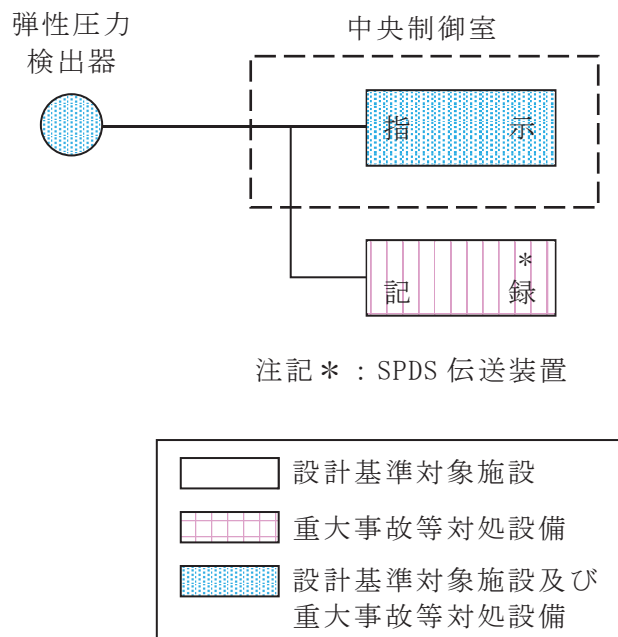 弾性圧力
検出器
中央制御室
指　示
*
記　録
注記＊：SPDS 伝送装置
設計基準対象施設
重大事故等対処設備
設計基準対象施設及び
重大事故等対処設備